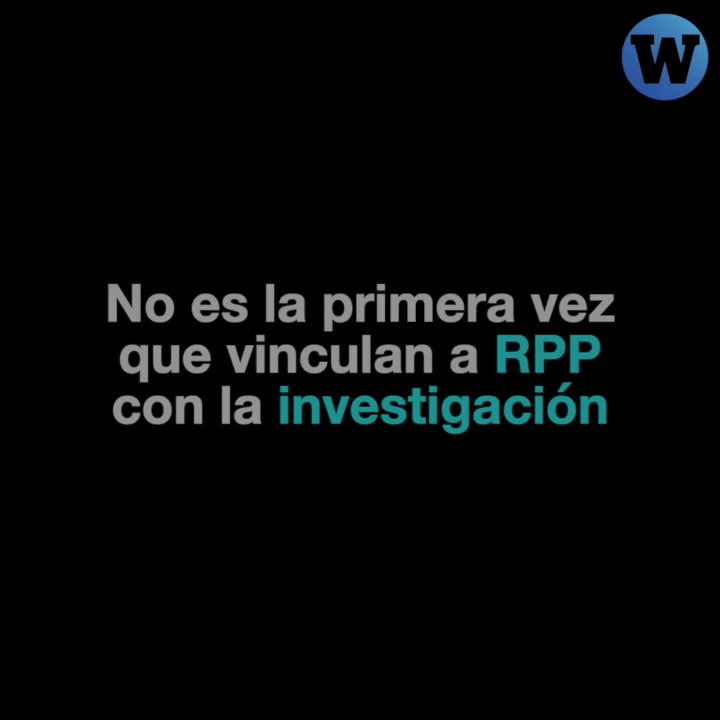 W
No es la primera vez
que vinculan a RPP
con la investigación